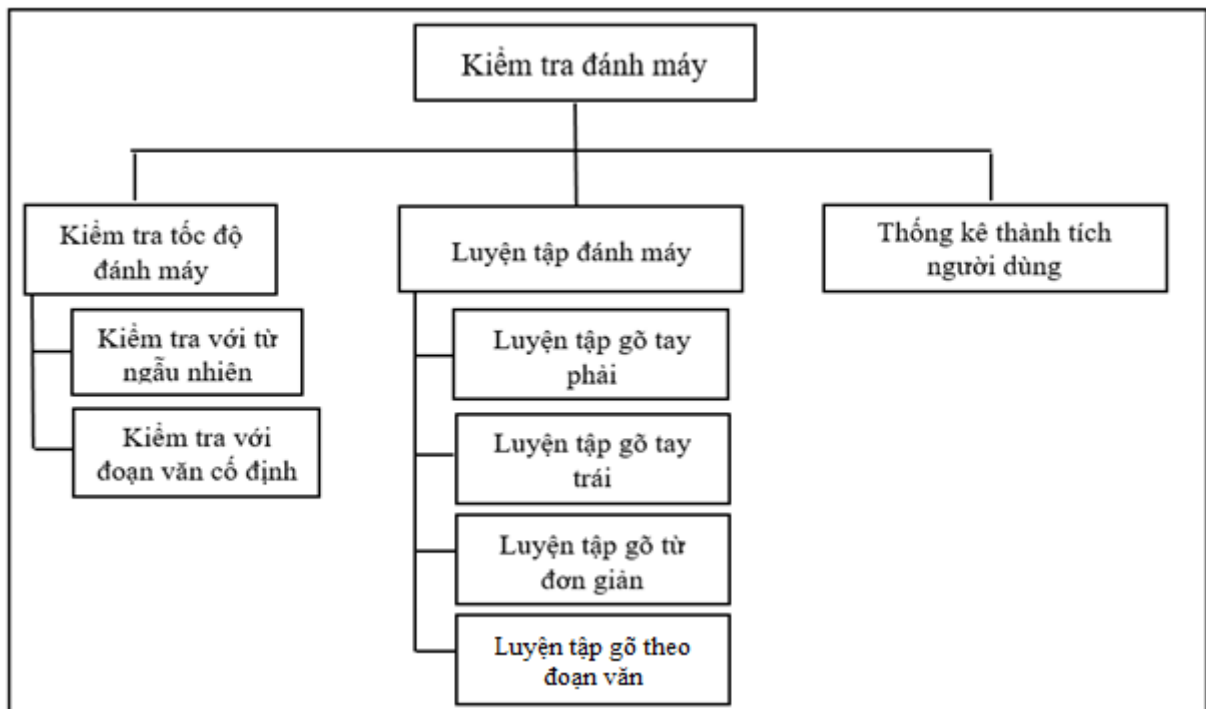 Kiểm tra đánh máy
Kiểm tra tốc độ
đánh máy
Kiểm tra với từ
ngẫu nhiên
Kiểm tra với
đoạn văn cố định
Luyện tập đánh máy
Luyện tập gõ tay
phải
Luyện tập gõ tay
trái
Luyện tập gõ từ
đơn giản
Luyện tập gõ theo
đoạn văn
Thống kê thành tích
người dùng